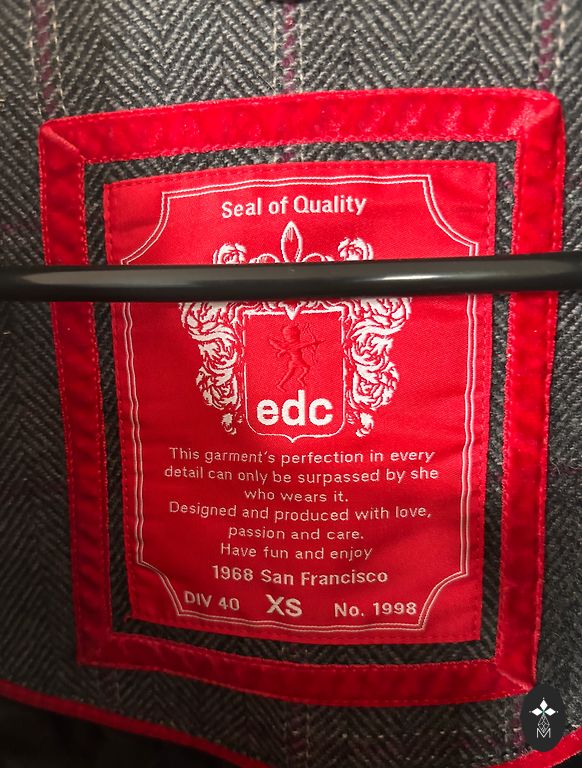 Seal of Quality
edc
This garment's perfection in every
detail can only be surpassed by she
who wears it.
Designed and produced with love,
passion and care.
Have fun and enjoy
1968 San Francisco
DIV 40 XS No. 1998
M